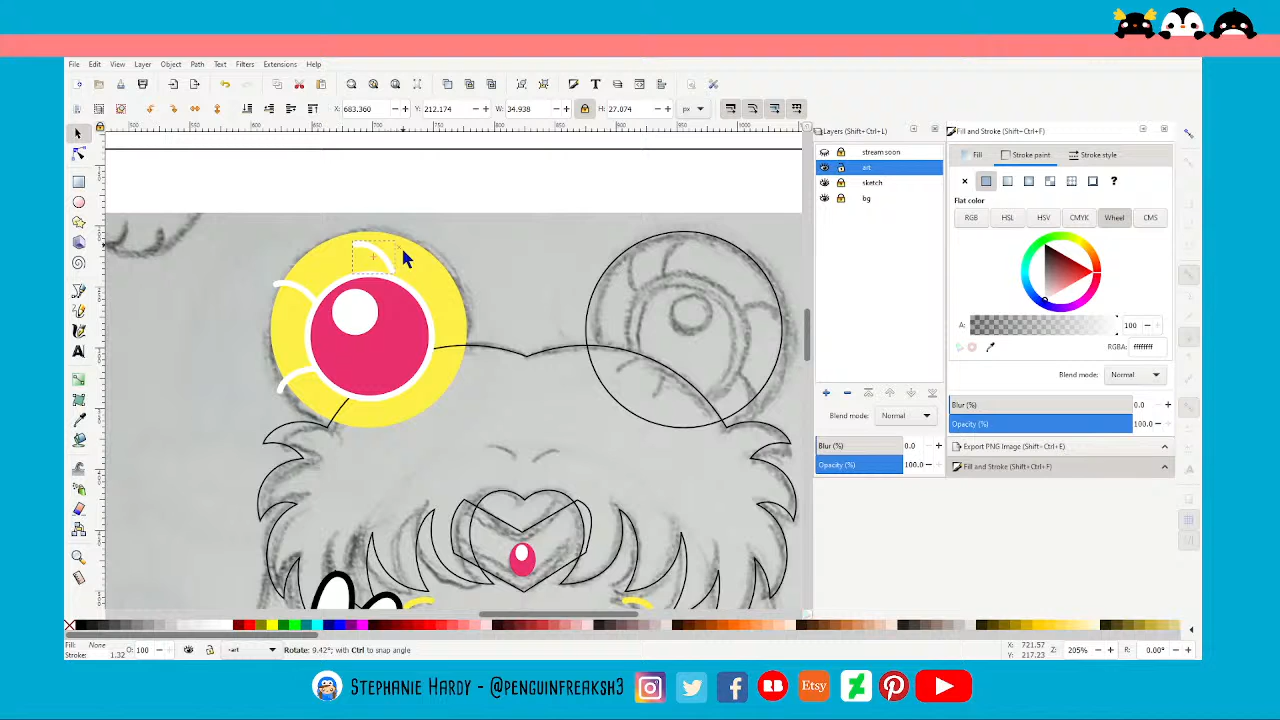 File Edit View Layer Object Path Text Filters Extensions Help
X: 683.360 Y: 212.174 W: 34.938 H: 27.074 px
Layers (Shift+Ctrl+L)
stream soon
art
sketch
bg
Blend mode: Normal
Blur (%) 0.0
Opacity (%) 100.0
Fill and Stroke (Shift+Ctrl+F)
Fill Stroke paint Stroke style
Flat color
RGB HSL HSV CMYK Wheel CMS
A: 100
RGBA: ffffffff
Blend mode: Normal
Blur (%) 0.0
Opacity (%) 100.0
Export PNG Image (Shift+Ctrl+E)
Fill and Stroke (Shift+Ctrl+F)
Fill: None O: 100 art Rotate: 9.42°; with Ctrl to snap angle X: 721.57 Z: 205% R: 0.00°
Stroke: 1.32 Y: 217.23
Stephanie Hardy - @penguinfreaksh3 RB Etsy